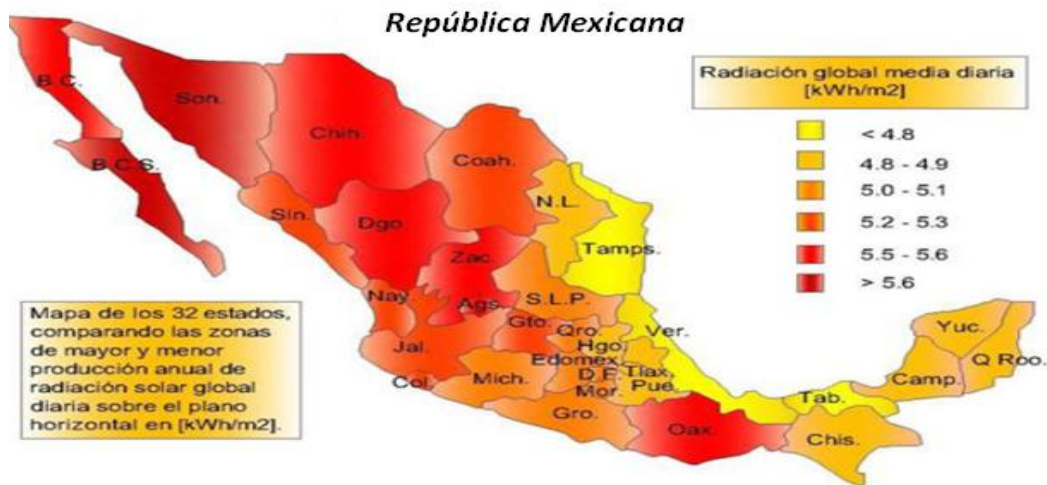 República Mexicana
Radiación global media diaria
[kWh/m2]
< 4.8
4.8 - 4.9
5.0 - 5.1
5.2 - 5.3
5.5 - 5.6
> 5.6
B.C.
Son.
Chih.
B.C.S.
Coah.
Sin.
N.L.
Dgo.
Tamps.
Zac.
Nay.
Ags.
S.L.P.
Gto.
Qro.
Ver.
Hgo.
Jal.
Edomex.
Tlax.
D.F.
Pue.
Col.
Mich.
Mor.
Gro.
Oax.
Yuc.
Q Roo.
Camp.
Tab.
Chis.
Mapa de los 32 estados,
comparando las zonas
de mayor y menor
producción anual de
radiación solar global
diaria sobre el plano
horizontal en [kWh/m2].